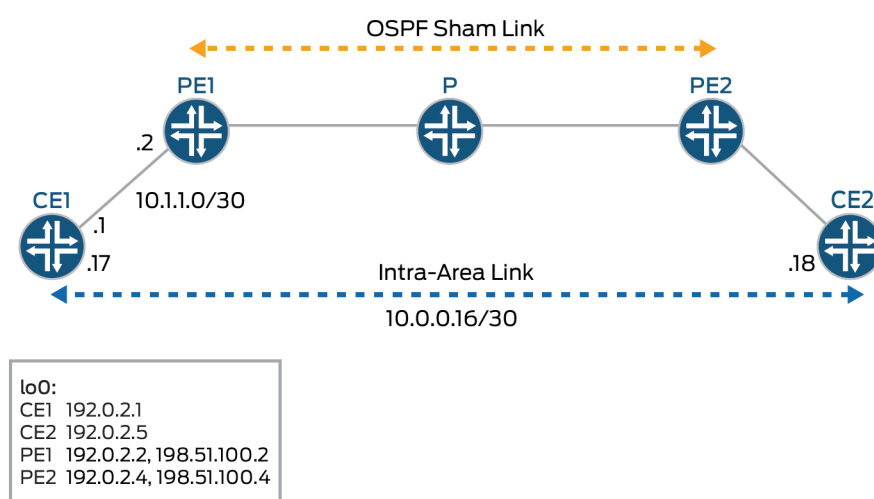 OSPF Sham Link
PE1
P
PE2
.2
CE1
10.1.1.0/30
CE2
.1
.17
Intra-Area Link
.18
10.0.0.16/30
lo0:
CE1 192.0.2.1
CE2 192.0.2.5
PE1 192.0.2.2, 198.51.100.2
PE2 192.0.2.4, 198.51.100.4